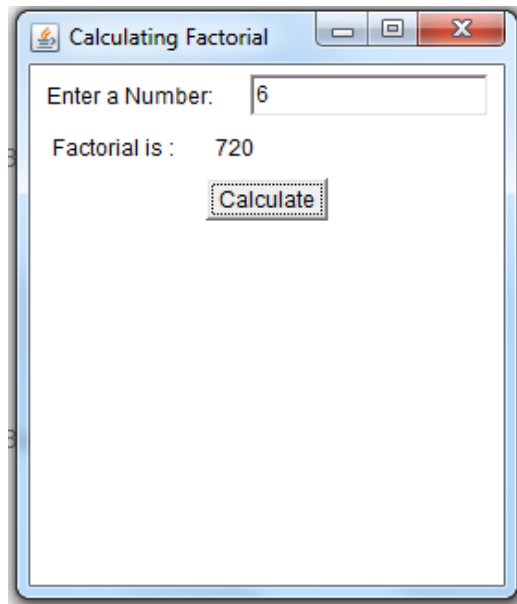 Calculating Factorial
Enter a Number: 6
Factorial is : 720
Calculate